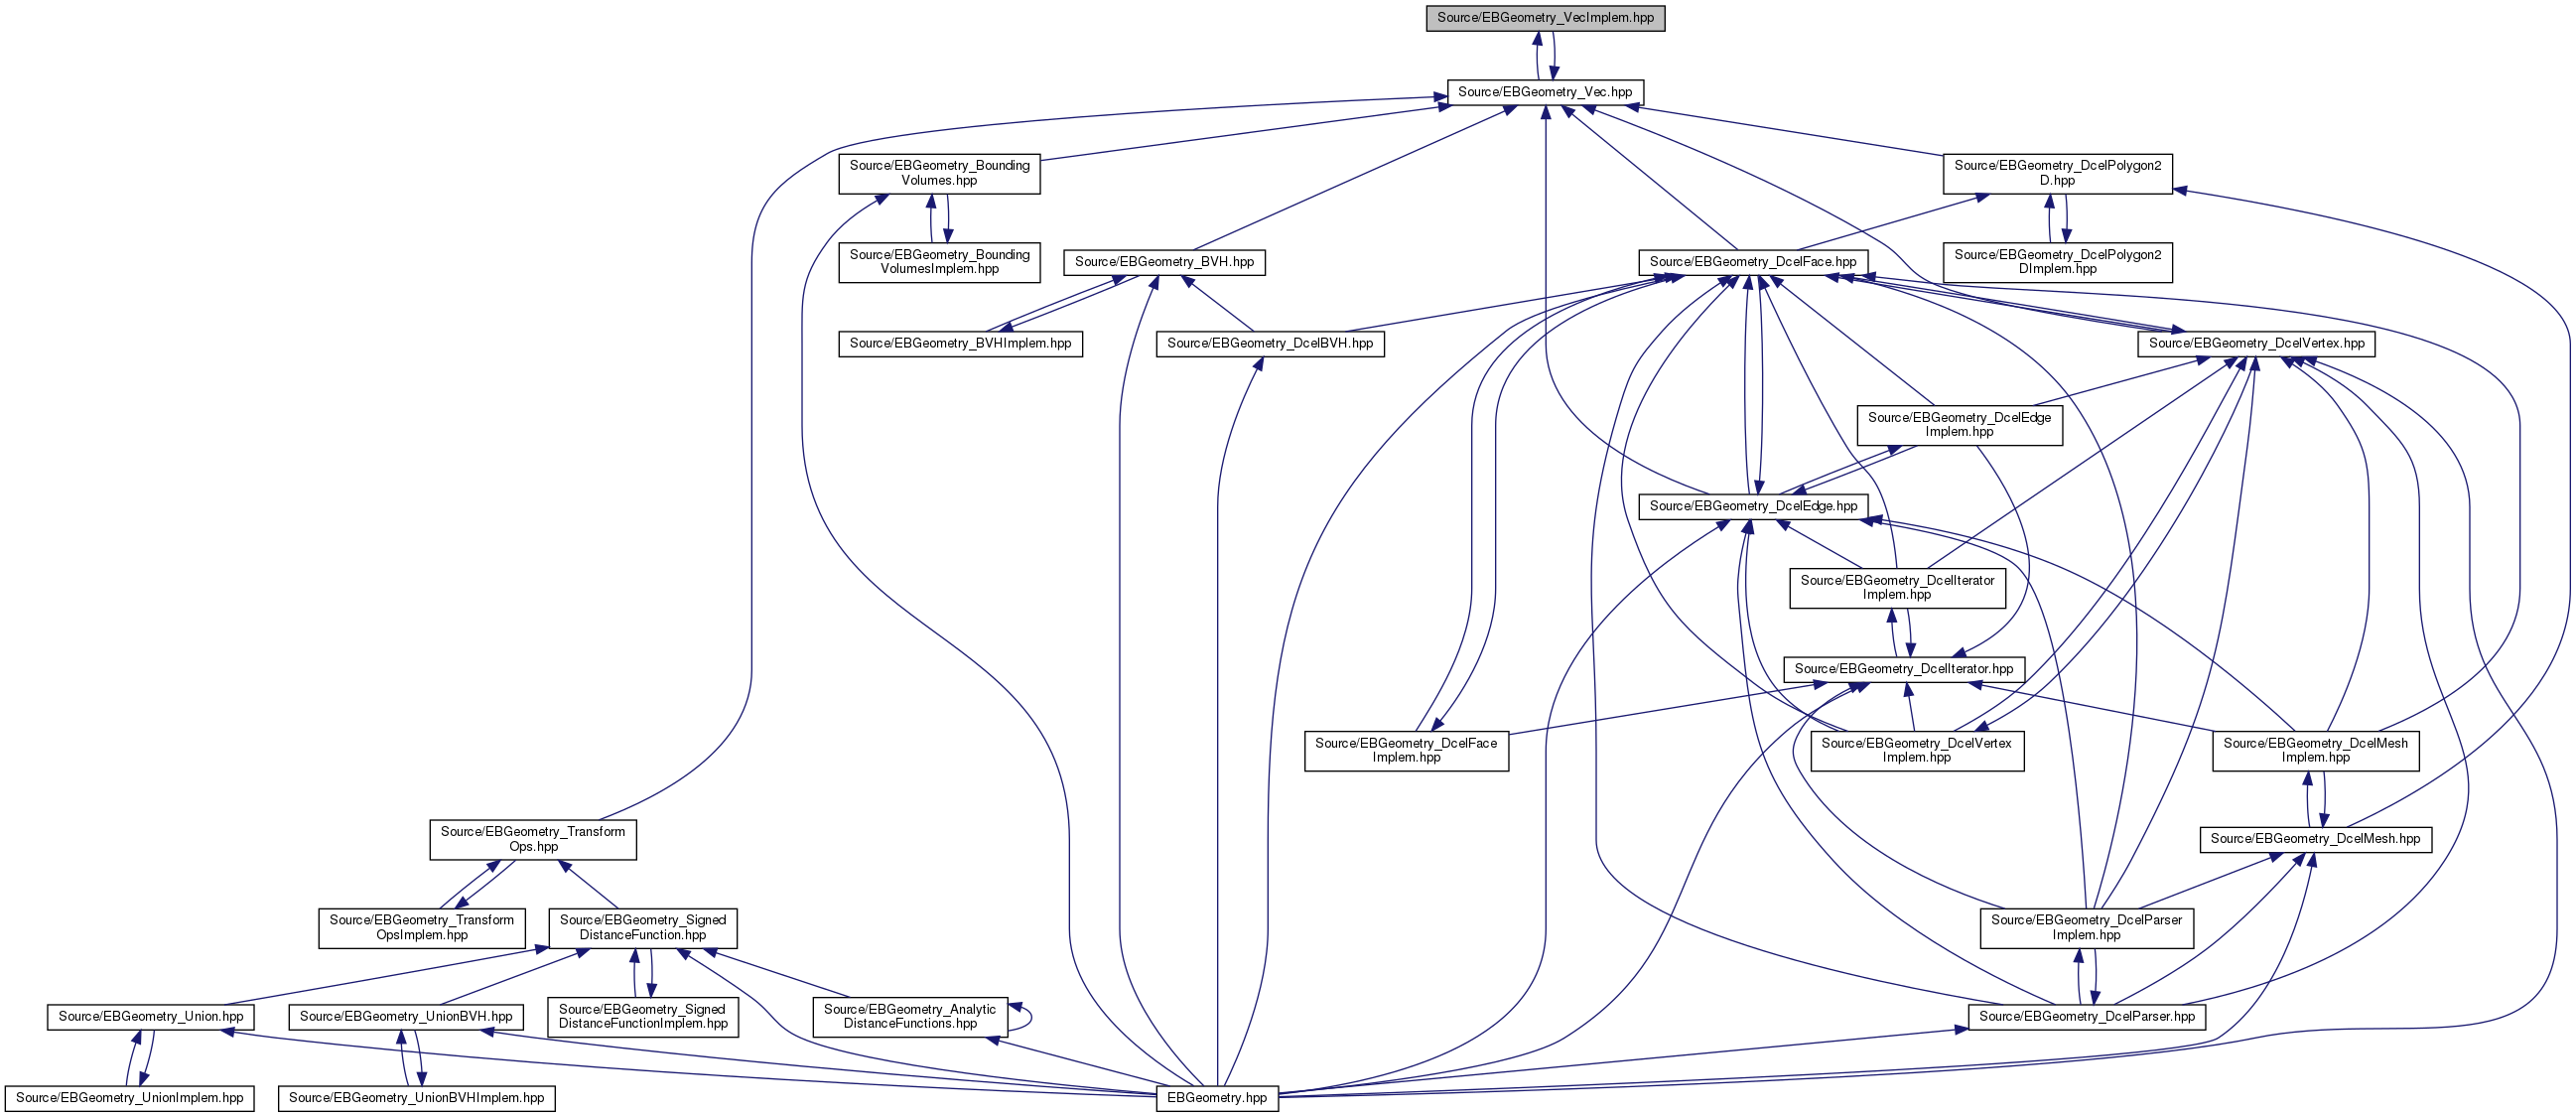 Source/EBGeometry_VecImplem.hpp
Source/EBGeometry_Vec.hpp
Source/EBGeometry_Bounding
Volumes.hpp
Source/EBGeometry_DcelPolygon2
D.hpp
Source/EBGeometry_Bounding
VolumesImplem.hpp
Source/EBGeometry_BVH.hpp
Source/EBGeometry_DcelFace.hpp
Source/EBGeometry_DcelPolygon2
DImplem.hpp
Source/EBGeometry_BVHImplem.hpp
Source/EBGeometry_DcelBVH.hpp
Source/EBGeometry_DcelVertex.hpp
Source/EBGeometry_DcelEdge
Implem.hpp
Source/EBGeometry_DcelEdge.hpp
Source/EBGeometry_DcelIterator
Implem.hpp
Source/EBGeometry_DcelIterator.hpp
Source/EBGeometry_DcelFace
Implem.hpp
Source/EBGeometry_DcelVertex
Implem.hpp
Source/EBGeometry_DcelMesh
Implem.hpp
Source/EBGeometry_Transform
Ops.hpp
Source/EBGeometry_DcelMesh.hpp
Source/EBGeometry_Transform
OpsImplem.hpp
Source/EBGeometry_Signed
DistanceFunction.hpp
Source/EBGeometry_DcelParser
Implem.hpp
Source/EBGeometry_Union.hpp
Source/EBGeometry_UnionBVH.hpp
Source/EBGeometry_Signed
DistanceFunctionImplem.hpp
Source/EBGeometry_Analytic
DistanceFunctions.hpp
Source/EBGeometry_DcelParser.hpp
Source/EBGeometry_UnionImplem.hpp
Source/EBGeometry_UnionBVHImplem.hpp
EBGeometry.hpp